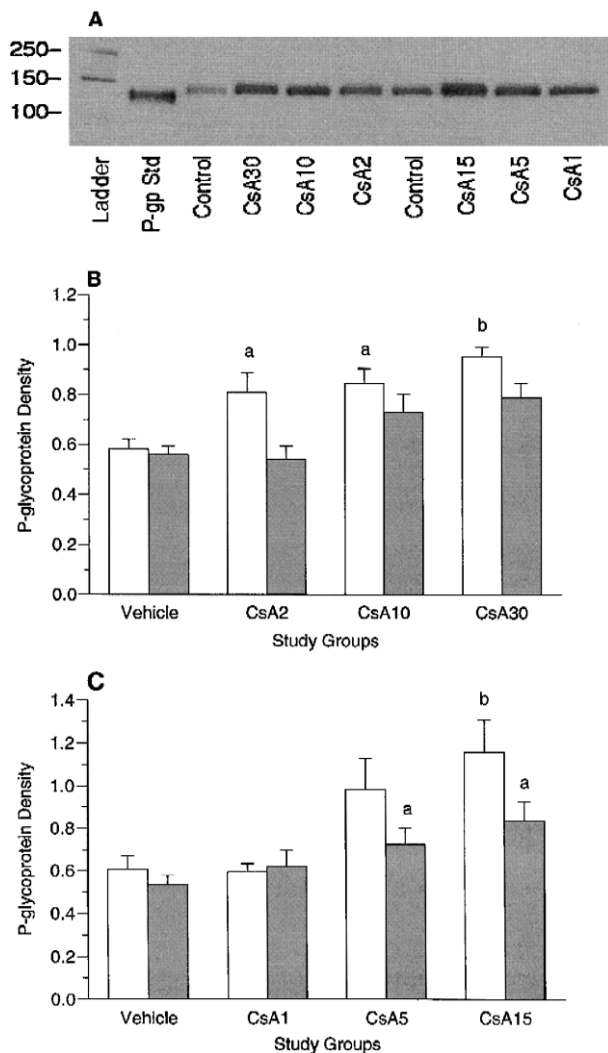 A
250-
150-
100-
Ladder
P-gp Std
Control
CsA30
CsA10
CsA2
Control
CsA15
CsA5
CsA1
B
P-glycoprotein Density
1.2
1.0
0.8
0.6
0.4
0.2
0.0
a
a
b
Vehicle CsA2 CsA10 CsA30
Study Groups
C
P-glycoprotein Density
1.4
1.2
1.0
0.8
0.6
0.4
0.2
0.0
a
b
a
Vehicle CsA1 CsA5 CsA15
Study Groups